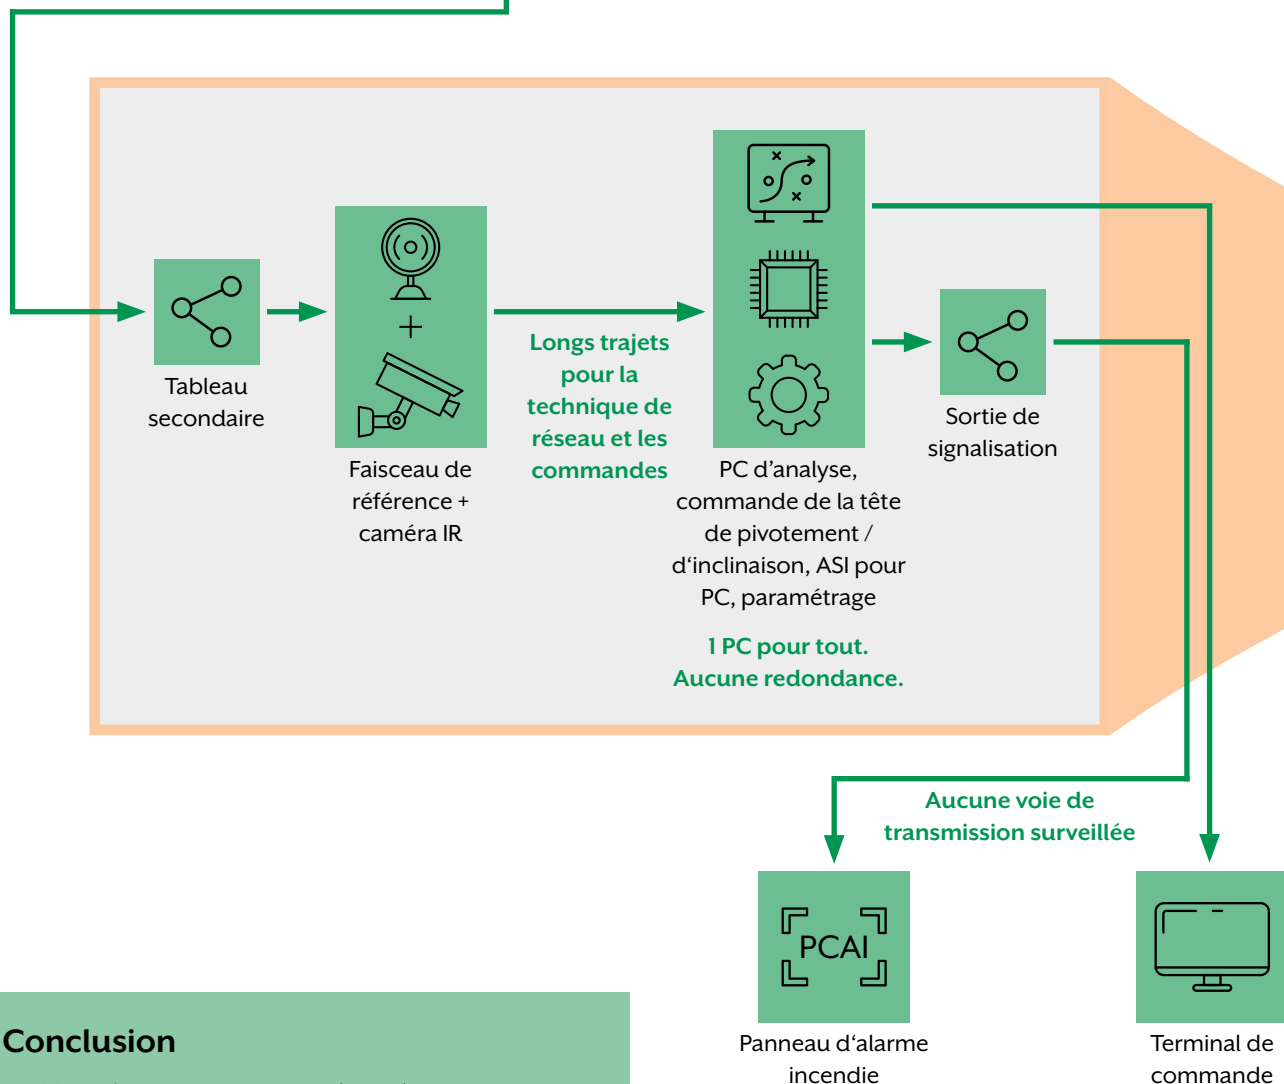 Tableau
secondaire
Faisceau de
référence +
caméra IR
Longs trajets
pour la
technique de
réseau et les
commandes
PC d’analyse,
commande de la tête
de pivotement /
d‘inclinaison, ASI pour
PC, paramétrage
1 PC pour tout.
Aucune redondance.
Sortie de
signalisation
Aucune voie de
transmission surveillée
PCAI
Panneau d‘alarme
incendie
Terminal de
commande
Conclusion